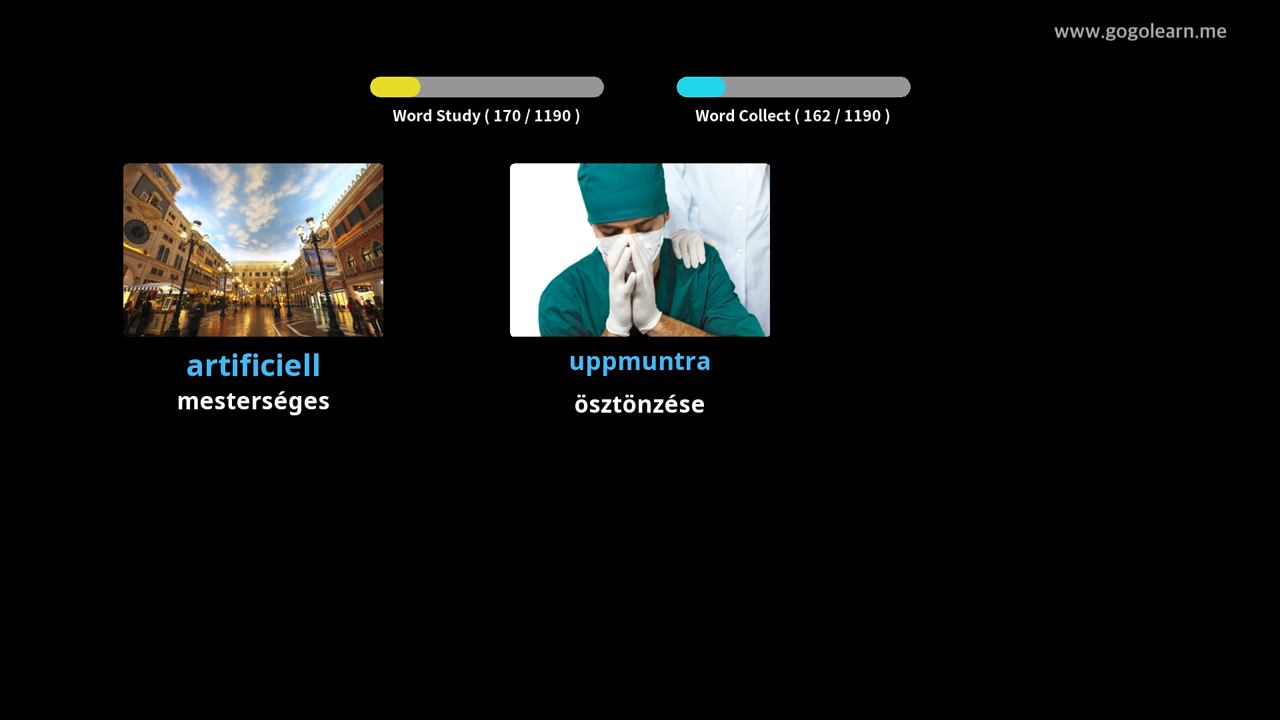 www.gogolearn.me
Word Study ( 170 / 1190 )
Word Collect ( 162 / 1190 )
artificiell
mesterséges
uppmuntra
ösztönzése